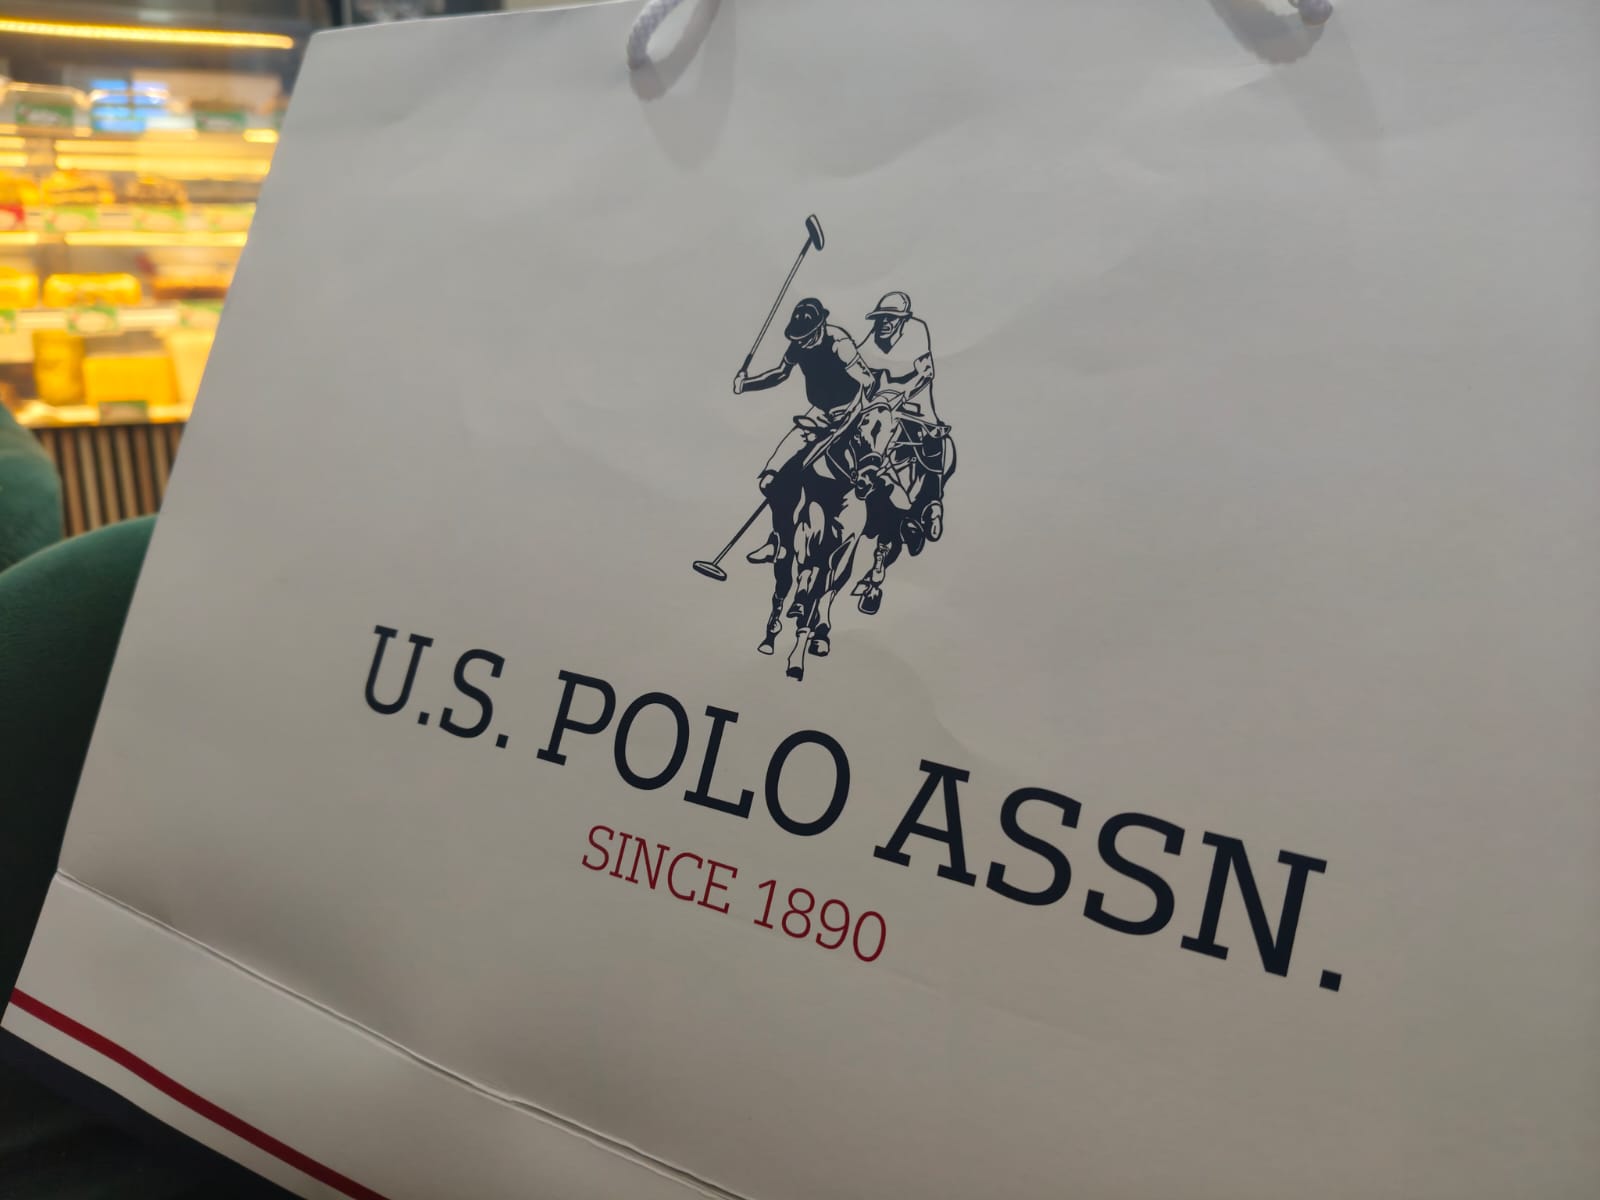 U.S. POLO ASSN.
SINCE 1890